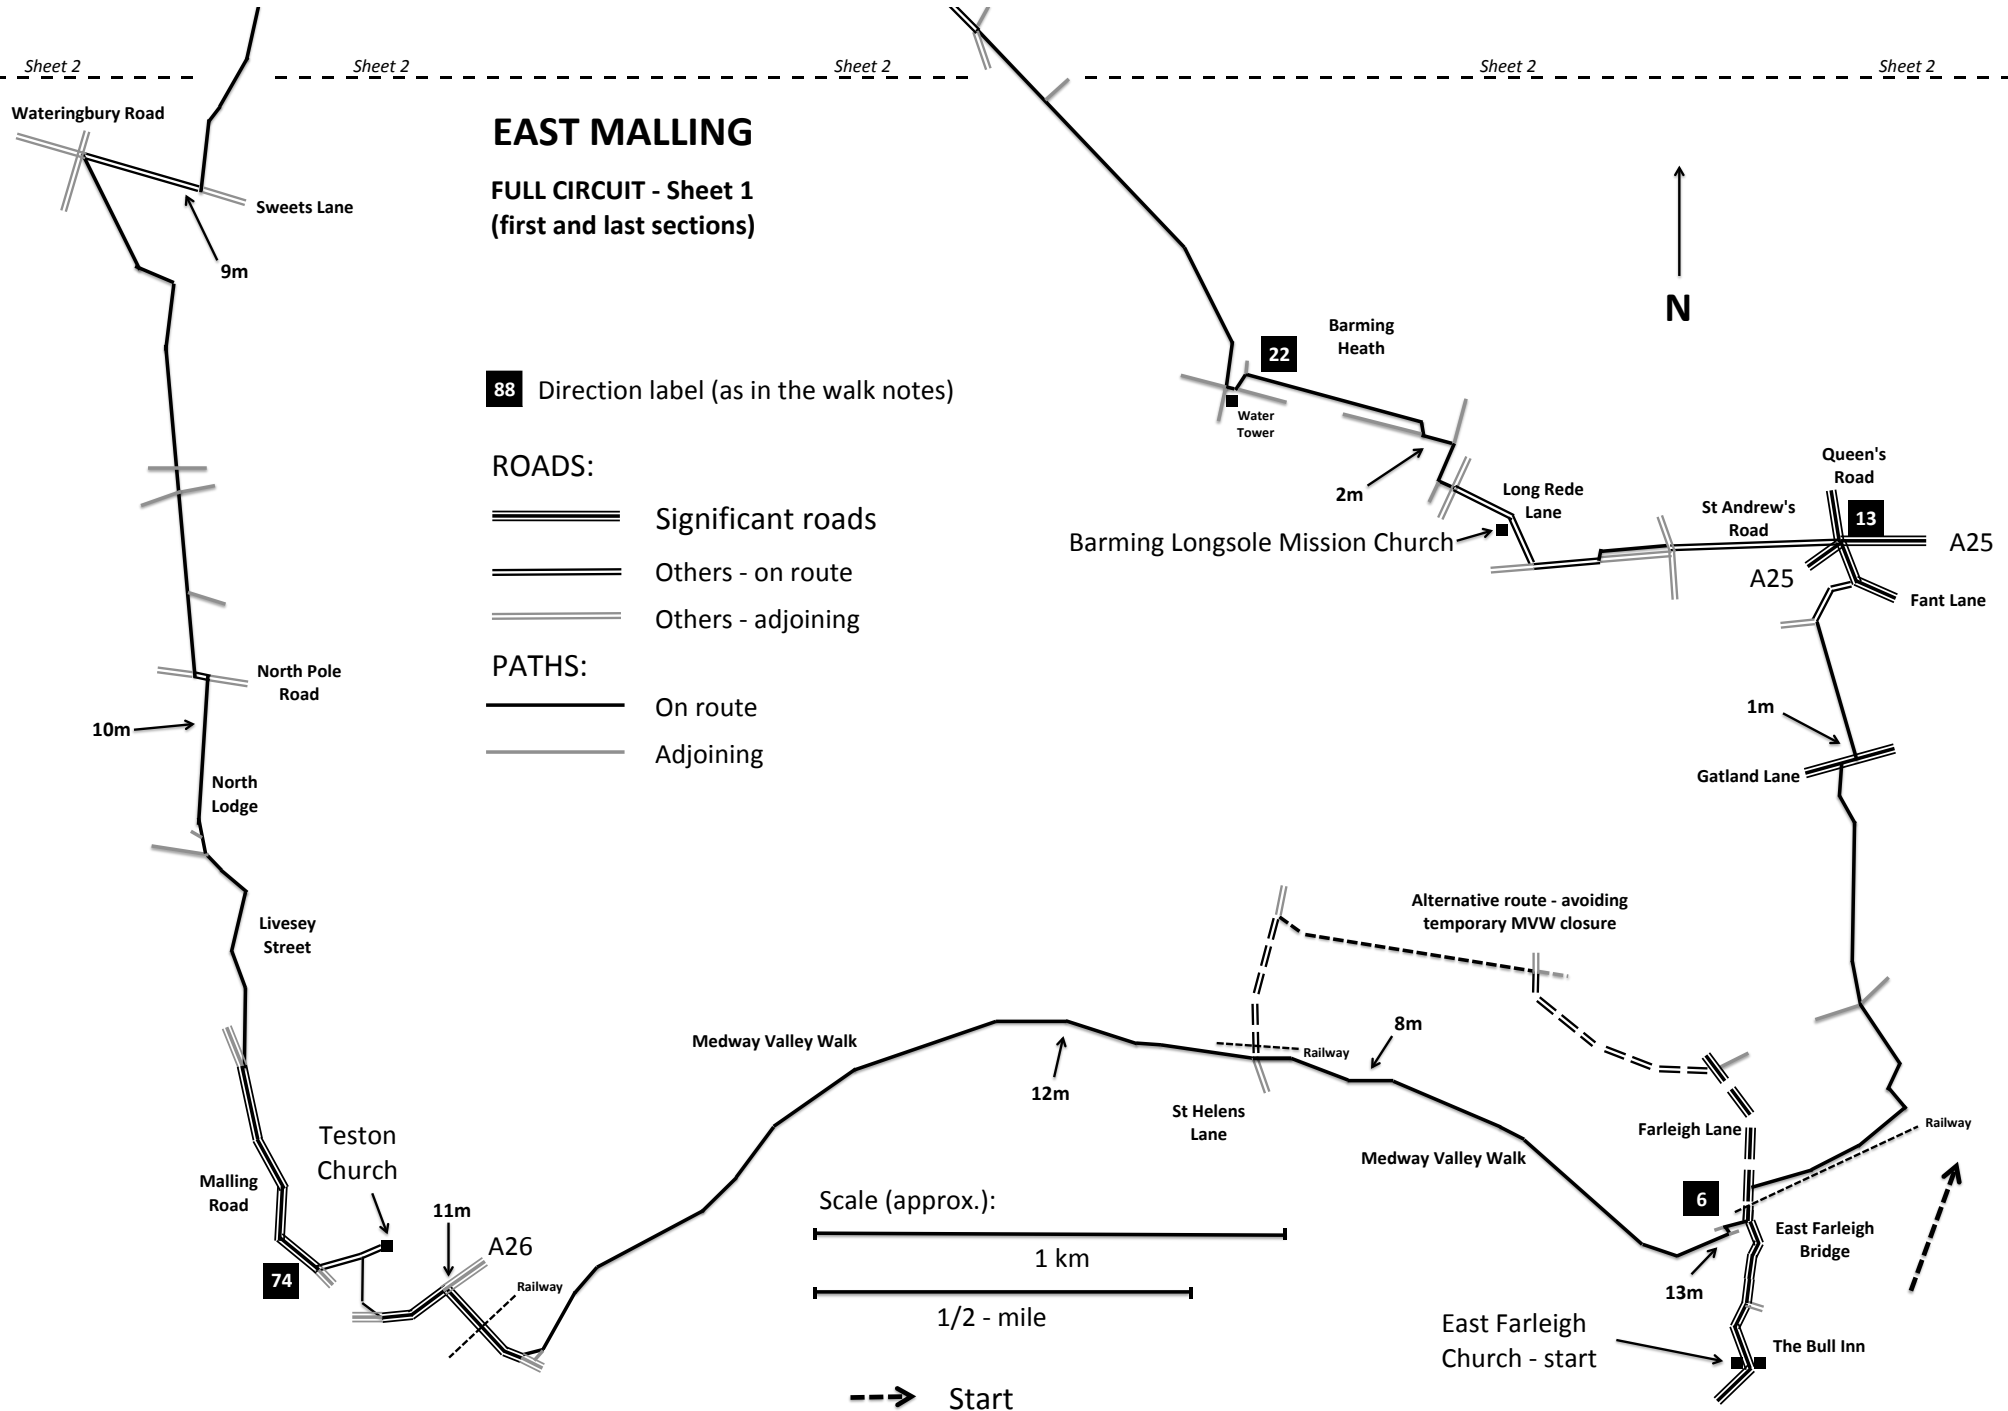 Sheet 2
Sheet 2
Sheet 2
Sheet 2
Sheet 2
Wateringbury Road
EAST MALLING
FULL CIRCUIT - Sheet 1
(first and last sections)
Sweets Lane
9m
N
Barming
Heath
22
88
Direction label (as in the walk notes)
Water
Tower
ROADS:
Significant roads
Others - on route
Others - adjoining
PATHS:
On route
Adjoining
2m
Long Rede
Lane
Barming Longsole Mission Church
St Andrew's
Road
Queen's
Road
13
A25
A25
Fant Lane
North Pole
Road
10m
1m
Gatland Lane
North
Lodge
Livesey
Street
Alternative route - avoiding
temporary MVW closure
Medway Valley Walk
8m
Railway
12m
St Helens
Lane
Farleigh Lane
Railway
Medway Valley Walk
Teston
Church
Malling
Road
11m
A26
74
Railway
6
East Farleigh
Bridge
13m
Scale (approx.):
1 km
1/2 - mile
East Farleigh
Church - start
The Bull Inn
Start